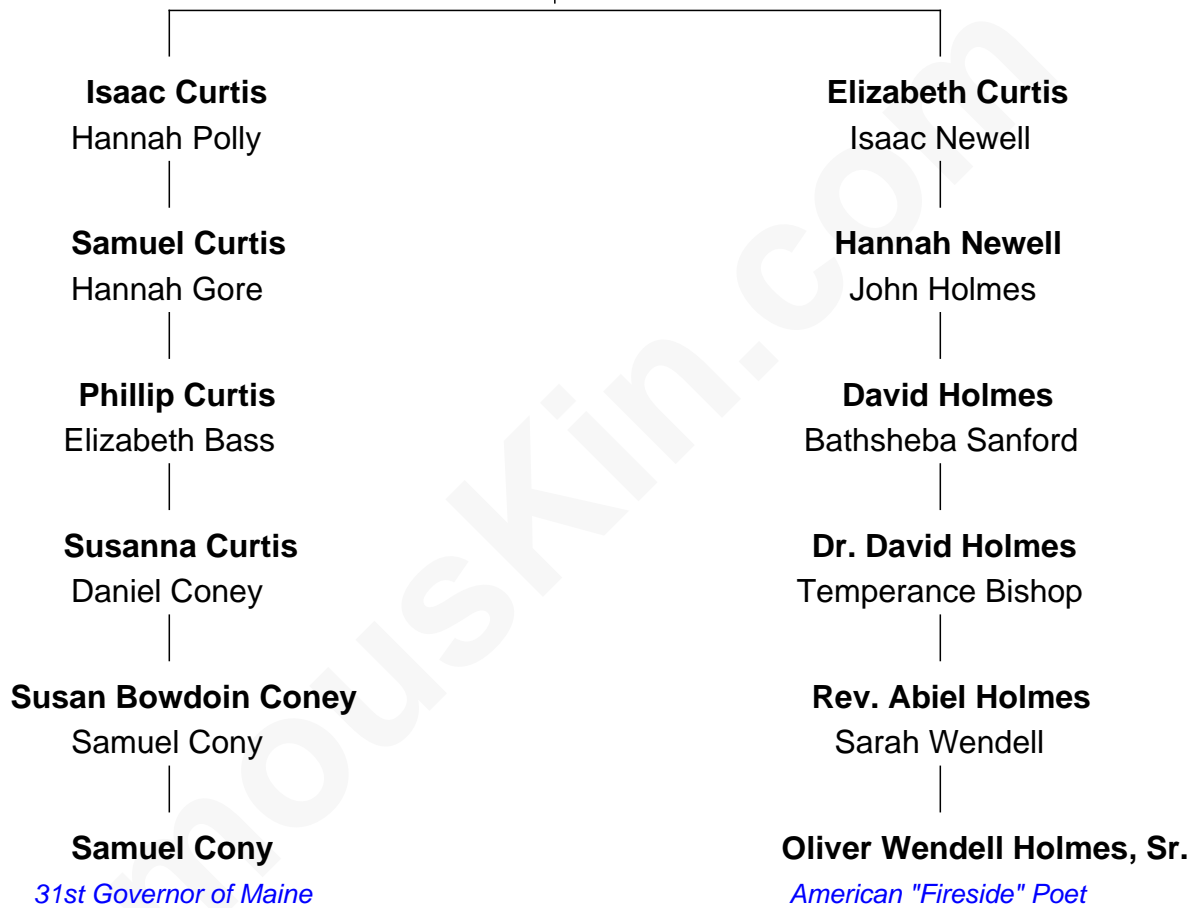 Isaac Curtis
Hannah Polly
Samuel Curtis
Hannah Gore
Phillip Curtis
Elizabeth Bass
Susanna Curtis
Daniel Coney
Susan Bowdoin Coney
Samuel Cony
Samuel Cony
31st Governor of Maine
Elizabeth Curtis
Isaac Newell
Hannah Newell
John Holmes
David Holmes
Bathsheba Sanford
Dr. David Holmes
Temperance Bishop
Rev. Abiel Holmes
Sarah Wendell
Oliver Wendell Holmes, Sr.
American "Fireside" Poet
mousKin.com